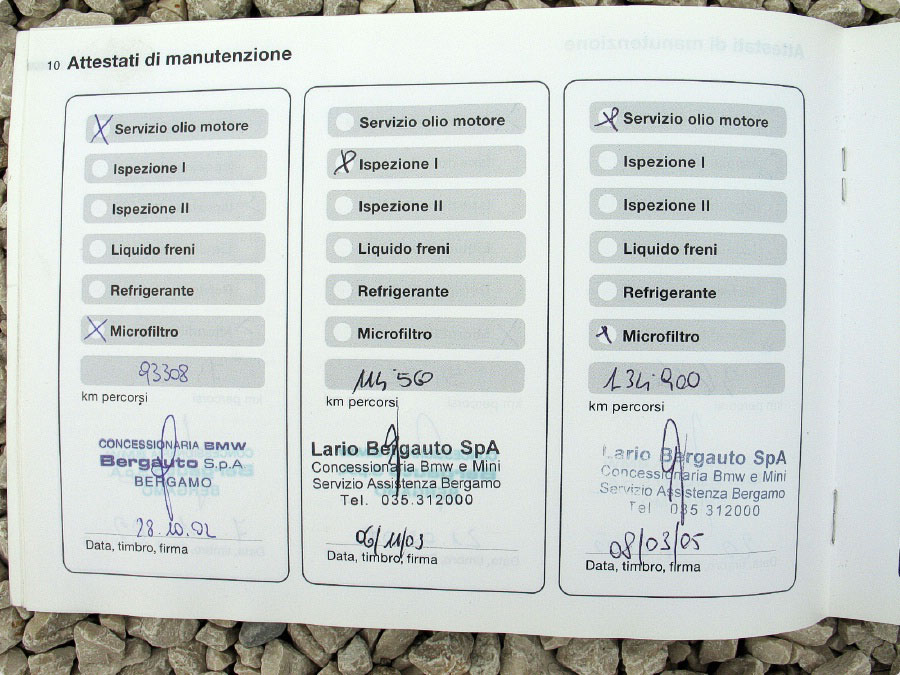 10 Attestati di manutenzione
X Servizio olio motore
Ispezione I
Ispezione II
Liquido freni
Refrigerante
X Microfiltro
93308
km percorsi
CONCESSIONARIA BMW
Bergauto S.p.A
BERGAMO
28.10.02
Data, timbro, firma
Servizio olio motore
X Ispezione I
Ispezione II
Liquido freni
Refrigerante
Microfiltro
114.560
km percorsi
Lario Bergauto SpA
Concessionaria Bmw e Mini
Servizio Assistenza Bergamo
Tel. 035.312000
06/11/03
Data, timbro, firma
X Servizio olio motore
Ispezione I
Ispezione II
Liquido freni
Refrigerante
X Microfiltro
134.900
km percorsi
Lario Bergauto SpA
Concessionaria Bmw e Mini
Servizio Assistenza Bergamo
Tel 035 312000
08/03/05
Data, timbro, firma